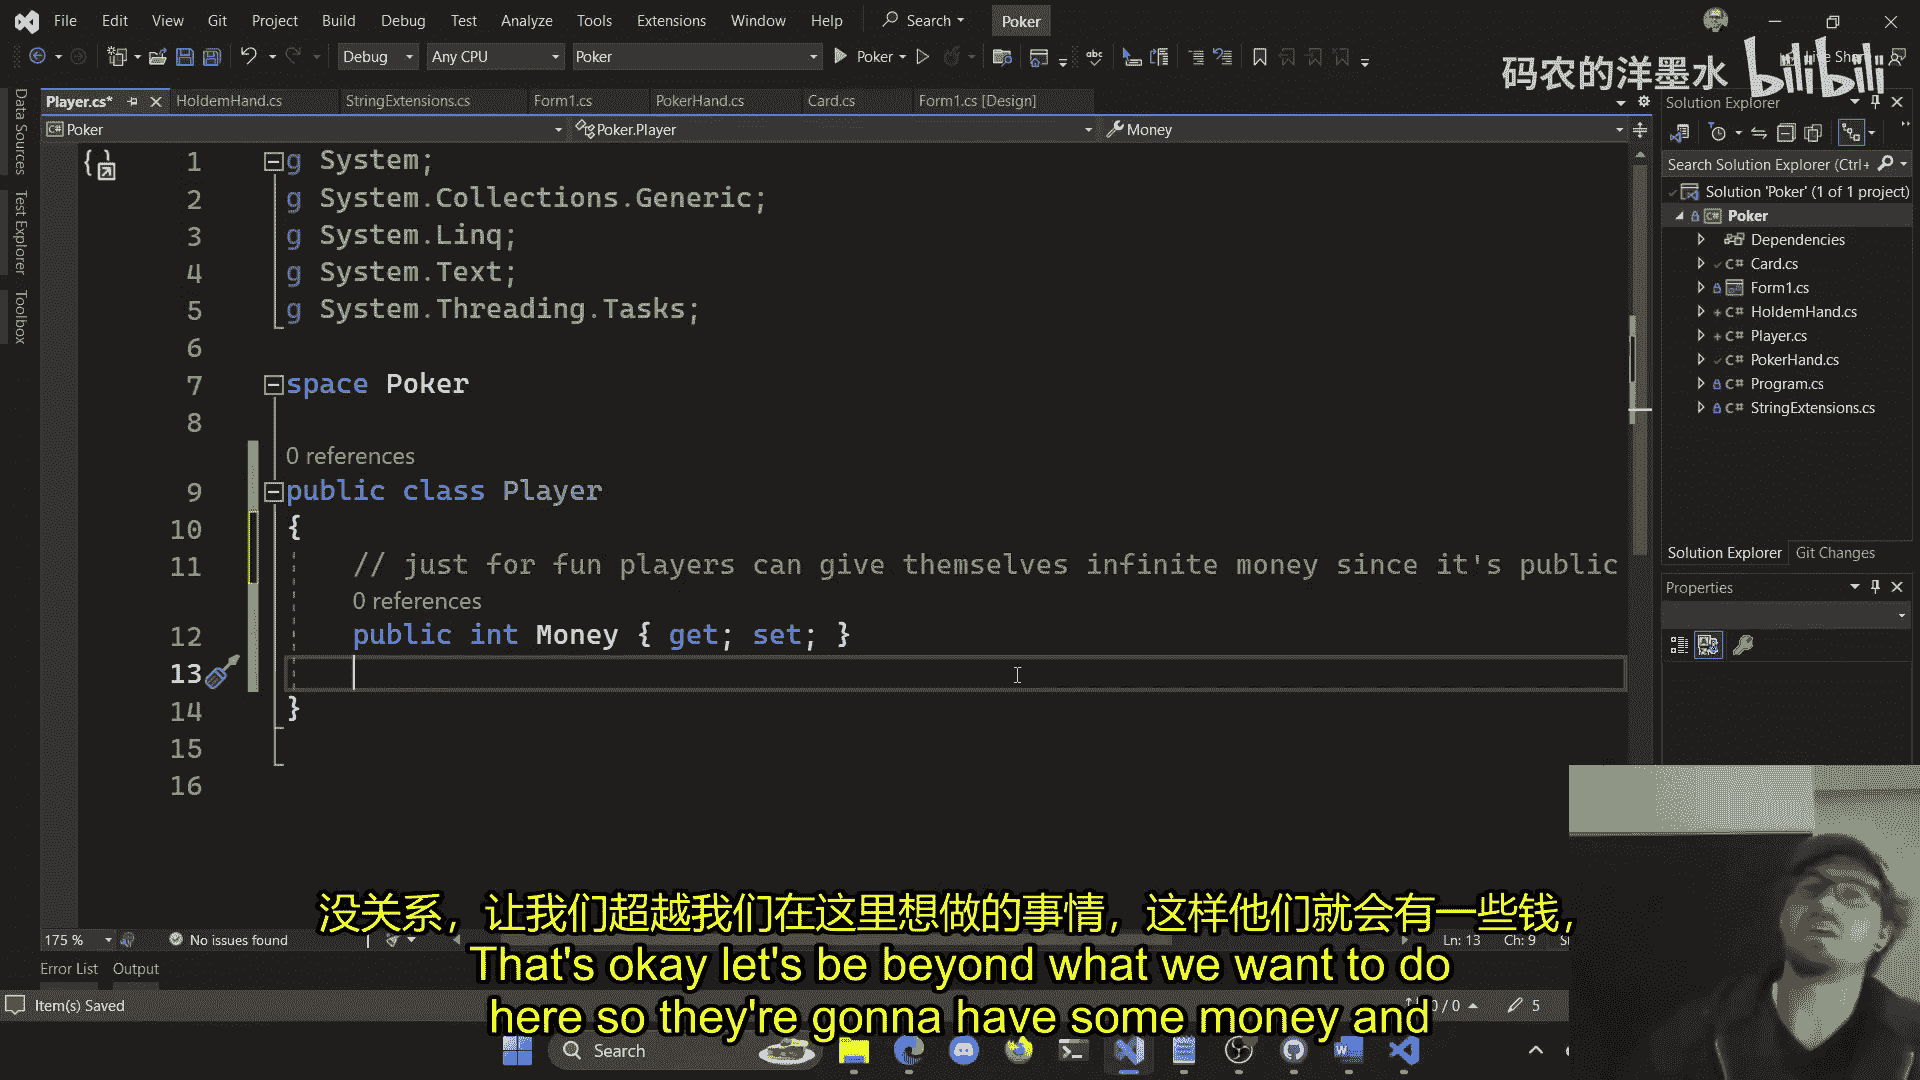 File Edit View Git Project Build Debug Test Analyze Tools Extensions Window Help Search Poker
Debug Any CPU Poker Poker
码农的洋墨水 bilibili
Player.cs* HoldemHand.cs StringExtensions.cs Form1.cs PokerHand.cs Card.cs Form1.cs [Design]
Poker Poker.Player Money
Data Sources
Test Explorer
Toolbox
1 g System;
2 g System.Collections.Generic;
3 g System.Linq;
4 g System.Text;
5 g System.Threading.Tasks;
6
7 space Poker
8
0 references
9 public class Player
10 {
11 // just for fun players can give themselves infinite money since it's public
0 references
12 public int Money { get; set; }
13
14 }
15
16
Solution Explorer
Search Solution Explorer (Ctrl+
Solution 'Poker' (1 of 1 project)
Poker
Dependencies
Card.cs
Form1.cs
HoldemHand.cs
Player.cs
PokerHand.cs
Program.cs
StringExtensions.cs
Solution Explorer Git Changes
Properties
175 % No issues found Ln: 13 Ch: 9
Error List Output
Item(s) Saved 0 / 0 5
没关系，让我们超越我们在这里想做的事情，这样他们就会有一些钱，
That's okay let's be beyond what we want to do
here so they're gonna have some money and
Search